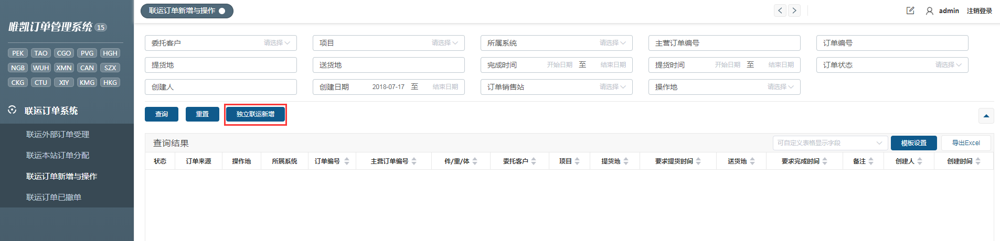 唯凯订单管理系统 15
PEK TAO CGO PVG HGH
NGB WUH XMN CAN SZX
CKG CTU XIY KMG HKG
联运订单系统
联运外部订单受理
联运本站订单分配
联运订单新增与操作
联运订单已撤单
联运订单新增与操作
admin 注销登录
委托客户 请选择 项目 请选择 所属系统 请选择 主营订单编号 订单编号
提货地 送货地 完成时间 开始日期 至 结束日期 提货时间 开始日期 至 结束日期 订单状态 请选择
创建人 创建日期 2018-07-17 至 结束日期 订单销售站 请选择 操作地 请选择
查询 重置 独立联运新增
查询结果 可自定义表格显示字段 模板设置 导出Excel
状态 订单来源 操作地 所属系统 订单编号 主营订单编号 件/重/体 委托客户 项目 提货地 要求提货时间 送货地 要求完成时间 备注 创建人 创建时间